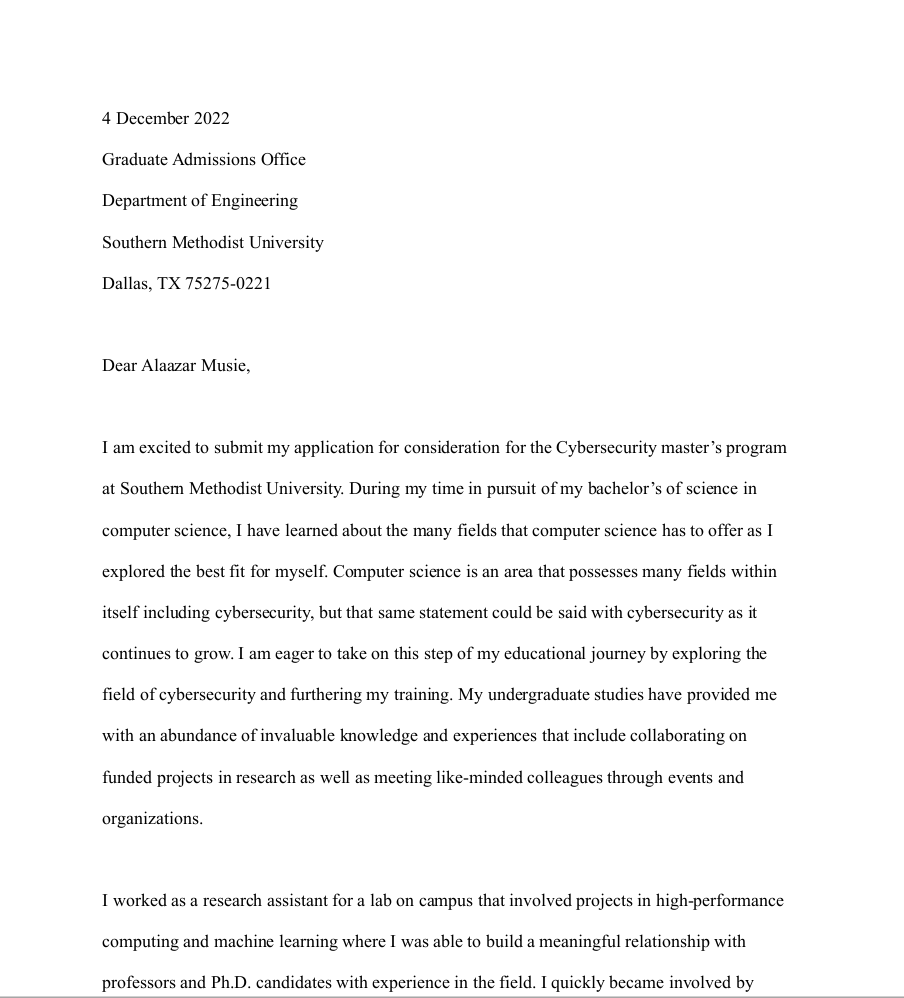 4 December 2022
Graduate Admissions Office
Department of Engineering
Southern Methodist University
Dallas, TX 75275-0221
Dear Alaazar Musie,
I am excited to submit my application for consideration for the Cybersecurity master’s program
at Southern Methodist University. During my time in pursuit of my bachelor’s of science in
computer science, I have learned about the many fields that computer science has to offer as I
explored the best fit for myself. Computer science is an area that possesses many fields within
itself including cybersecurity, but that same statement could be said with cybersecurity as it
continues to grow. I am eager to take on this step of my educational journey by exploring the
field of cybersecurity and furthering my training. My undergraduate studies have provided me
with an abundance of invaluable knowledge and experiences that include collaborating on
funded projects in research as well as meeting like-minded colleagues through events and
organizations.
I worked as a research assistant for a lab on campus that involved projects in high-performance
computing and machine learning where I was able to build a meaningful relationship with
professors and Ph.D. candidates with experience in the field. I quickly became involved by